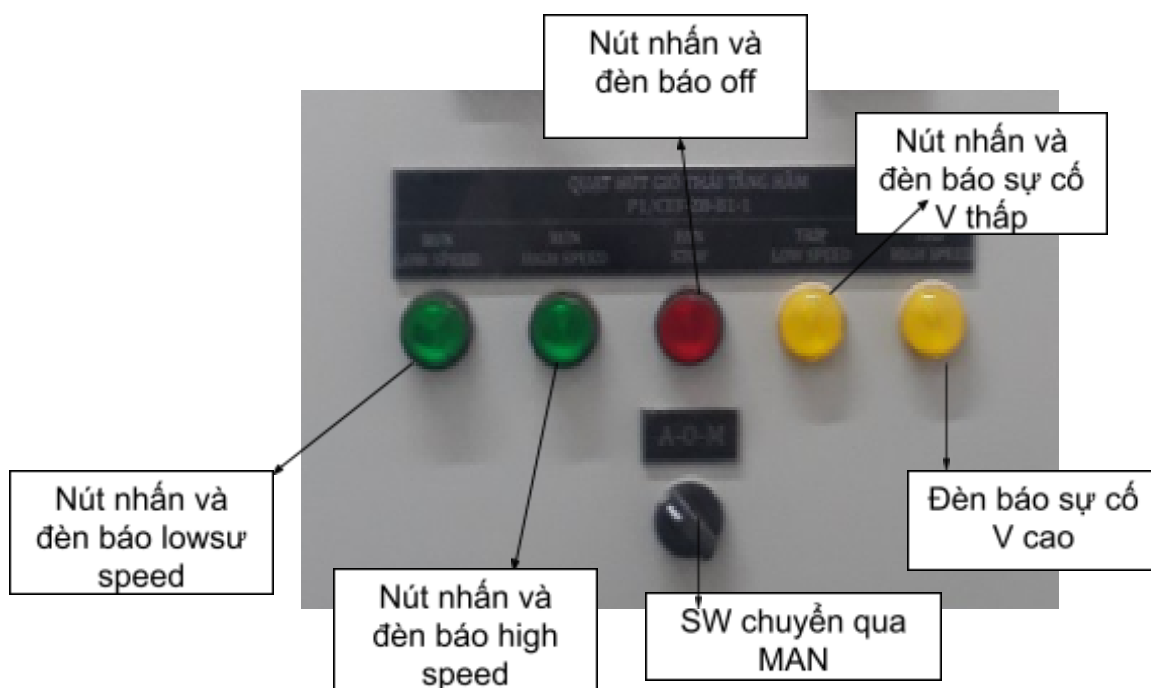 Nút nhấn và
đèn báo off
Nút nhấn và
đèn báo sự cố
V thấp
QUẠT HÚT GIÓ THẢI TẦNG HẦM
RUN
LOW SPEED
RUN
HIGH SPEED
TRIP
LOW SPEED
HIGH SPEED
A-O-M
Nút nhấn và
đèn báo lowsư
speed
Nút nhấn và
đèn báo high
speed
SW chuyển qua
MAN
Đèn báo sự cố
V cao